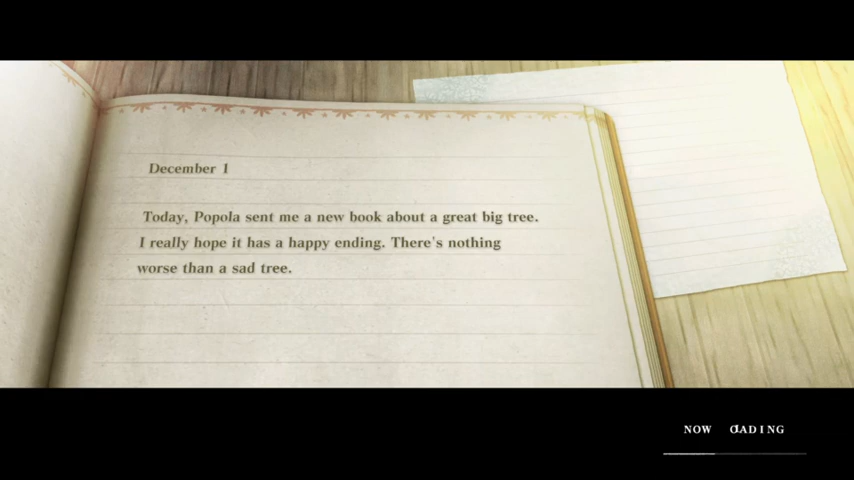 December 1
Today, Popola sent me a new book about a great big tree.
I really hope it has a happy ending. There's nothing
worse than a sad tree.
NOW